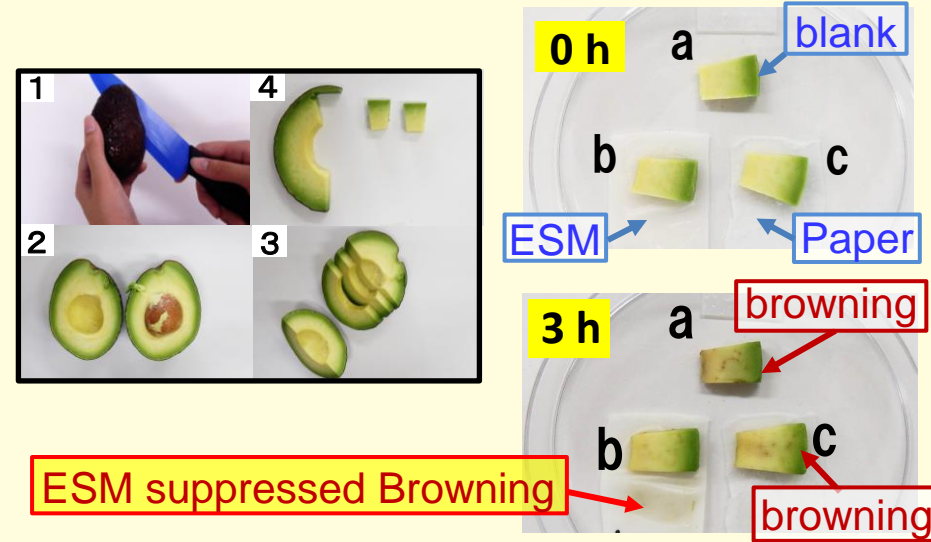 1
4
2
3
0 h
a
blank
b
c
ESM
Paper
3 h
a
browning
b
c
ESM suppressed Browning
browning